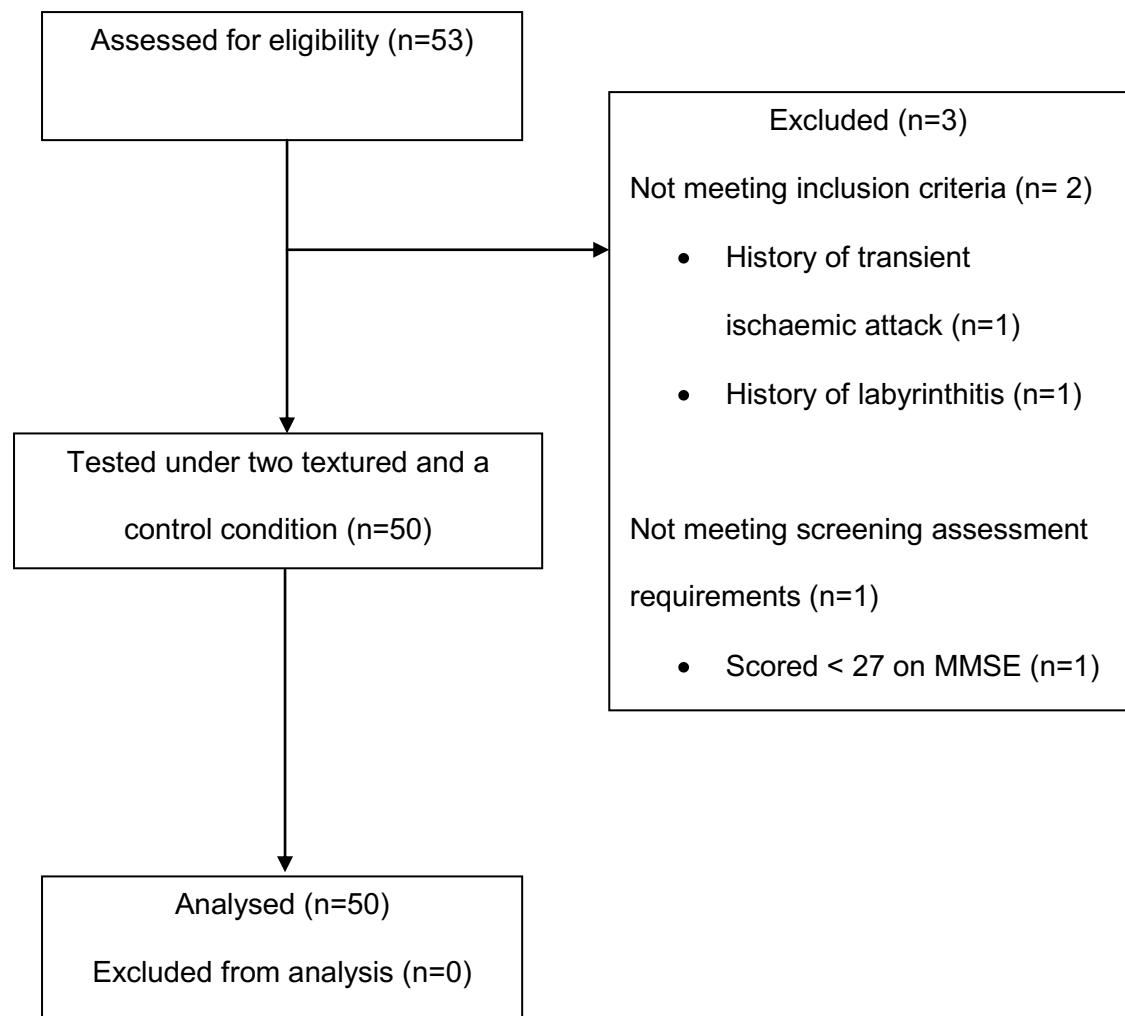 Assessed for eligibility (n=53)
Excluded (n=3)
Not meeting inclusion criteria (n= 2)
• History of transient
ischaemic attack (n=1)
• History of labyrinthitis (n=1)
Not meeting screening assessment
requirements (n=1)
• Scored < 27 on MMSE (n=1)
Tested under two textured and a
control condition (n=50)
Analysed (n=50)
Excluded from analysis (n=0)